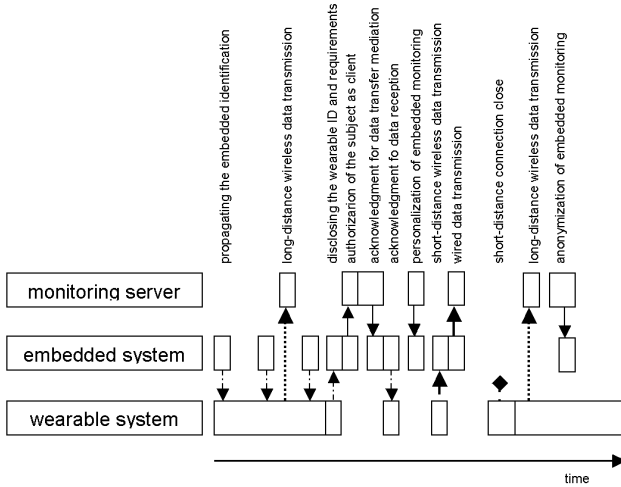 propagating the embedded identification
long-distance wireless data transmission
disclosing the wearable ID and requirements
authorizarion of the subject as client
acknowledgment for data transfer mediation
acknowledgment fo data reception
personalization of embedded monitoring
short-distance wireless data transmission
wired data transmission
short-distance connection close
long-distance wireless data transmission
anonymization of embedded monitoring
monitoring server
embedded system
wearable system
time